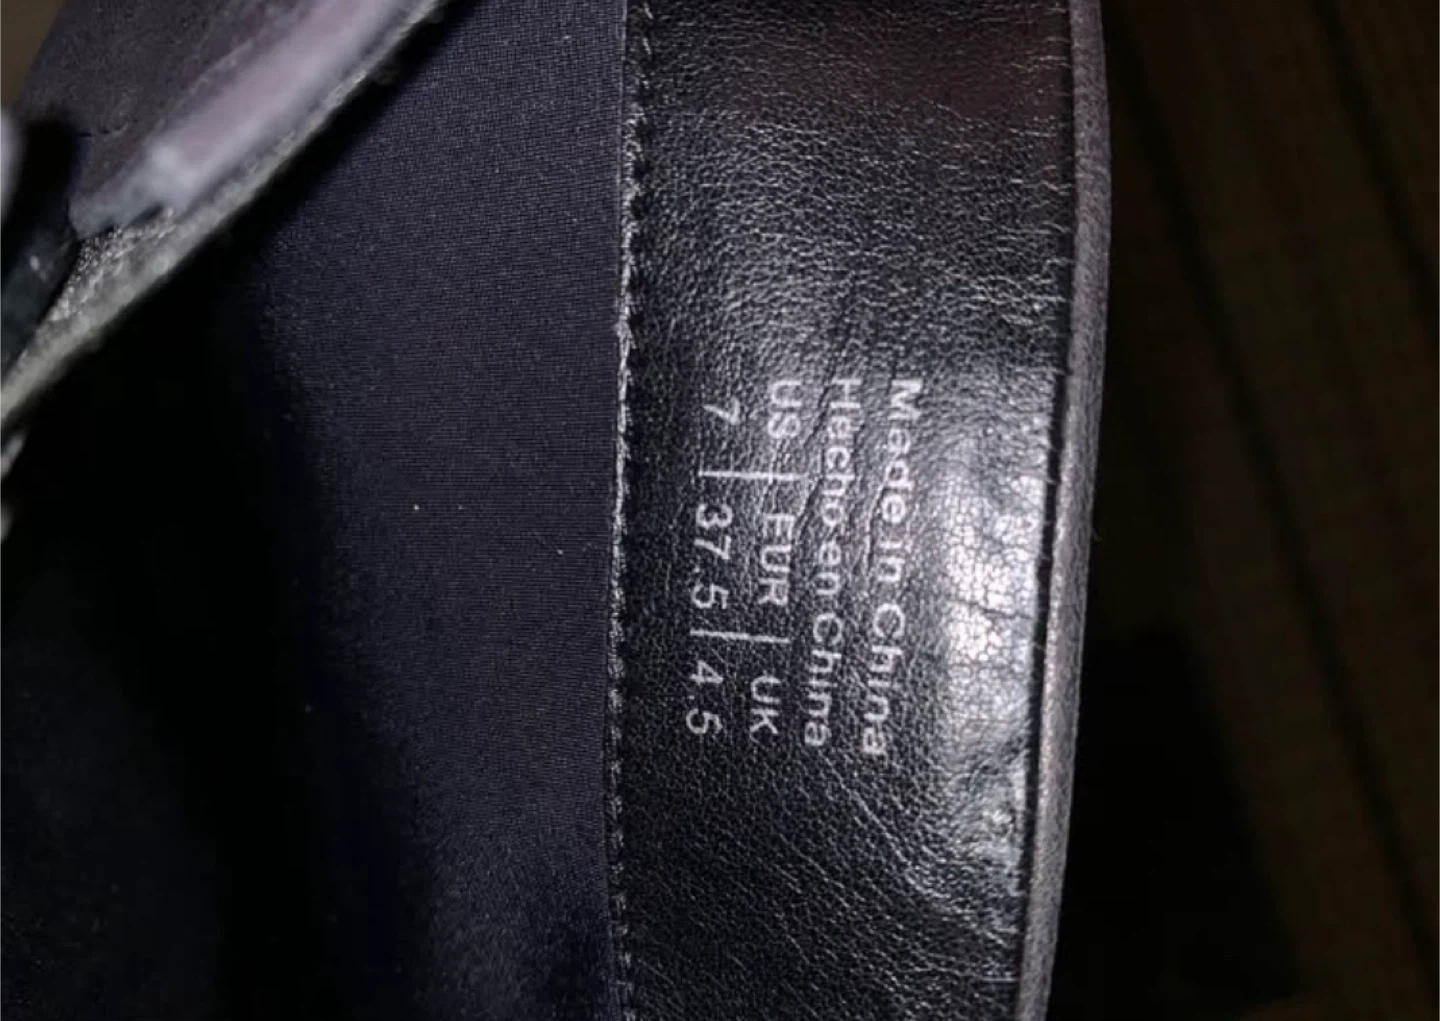 Made in China
Hecho en China
US | EUR | UK
7 | 37.5 | 4.5